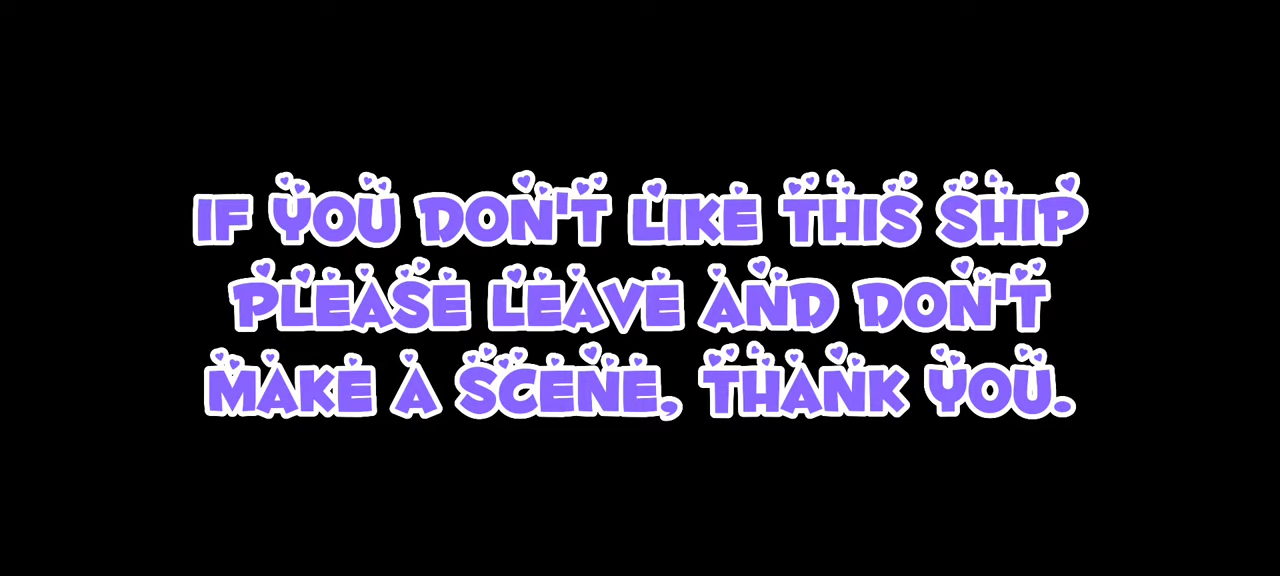 IF YOU DON'T LIKE THIS SHIP
PLEASE LEAVE AND DON'T
MAKE A SCENE, THANK YOU.